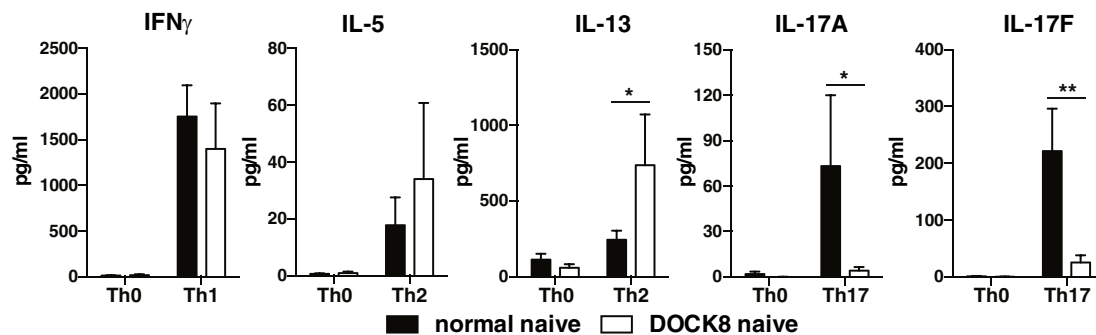 IFNγ
2500
2000
1500
1000
500
0
pg/ml
Th0 Th1
IL-5
80
60
40
20
0
pg/ml
Th0 Th2
IL-13
1500
1000
500
0
pg/ml
*
Th0 Th2
IL-17A
150
120
90
60
30
0
pg/ml
*
Th0 Th17
IL-17F
400
300
200
100
0
pg/ml
**
Th0 Th17
normal naive DOCK8 naive